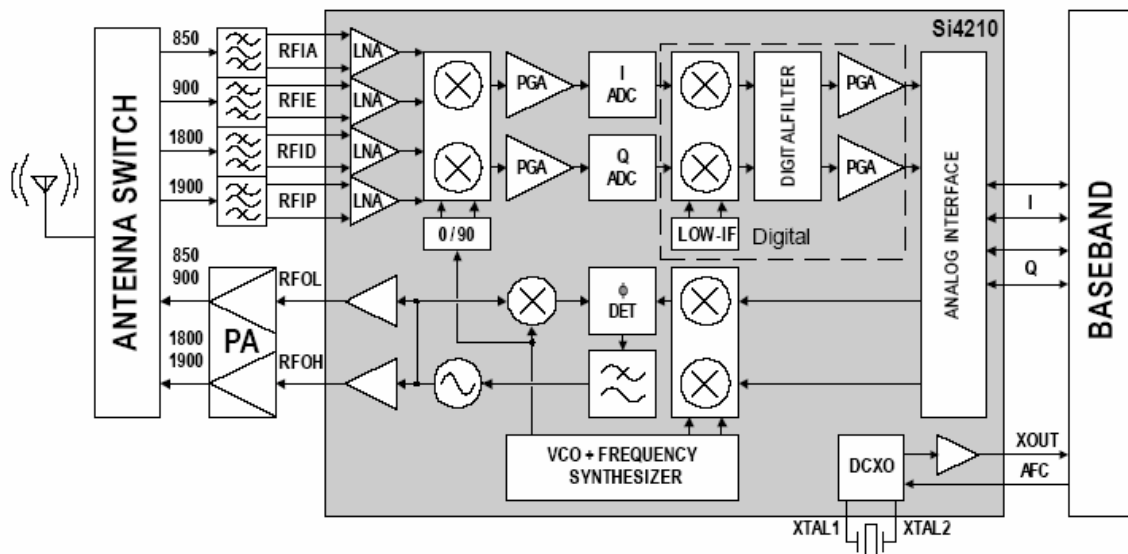 Si4210
ANTENNA SWITCH
850
RFIA
LNA
900
RFIE
LNA
1800
RFID
LNA
1900
RFIP
LNA
PGA
PGA
I
ADC
Q
ADC
DIGITALFILTER
PGA
PGA
0 / 90
LOW-IF
Digital
ANALOG INTERFACE
I
Q
BASEBAND
850
900
RFOL
1800
1900
PA
RFOH
ϕ
DET
VCO + FREQUENCY
SYNTHESIZER
DCXO
XOUT
AFC
XTAL1
XTAL2